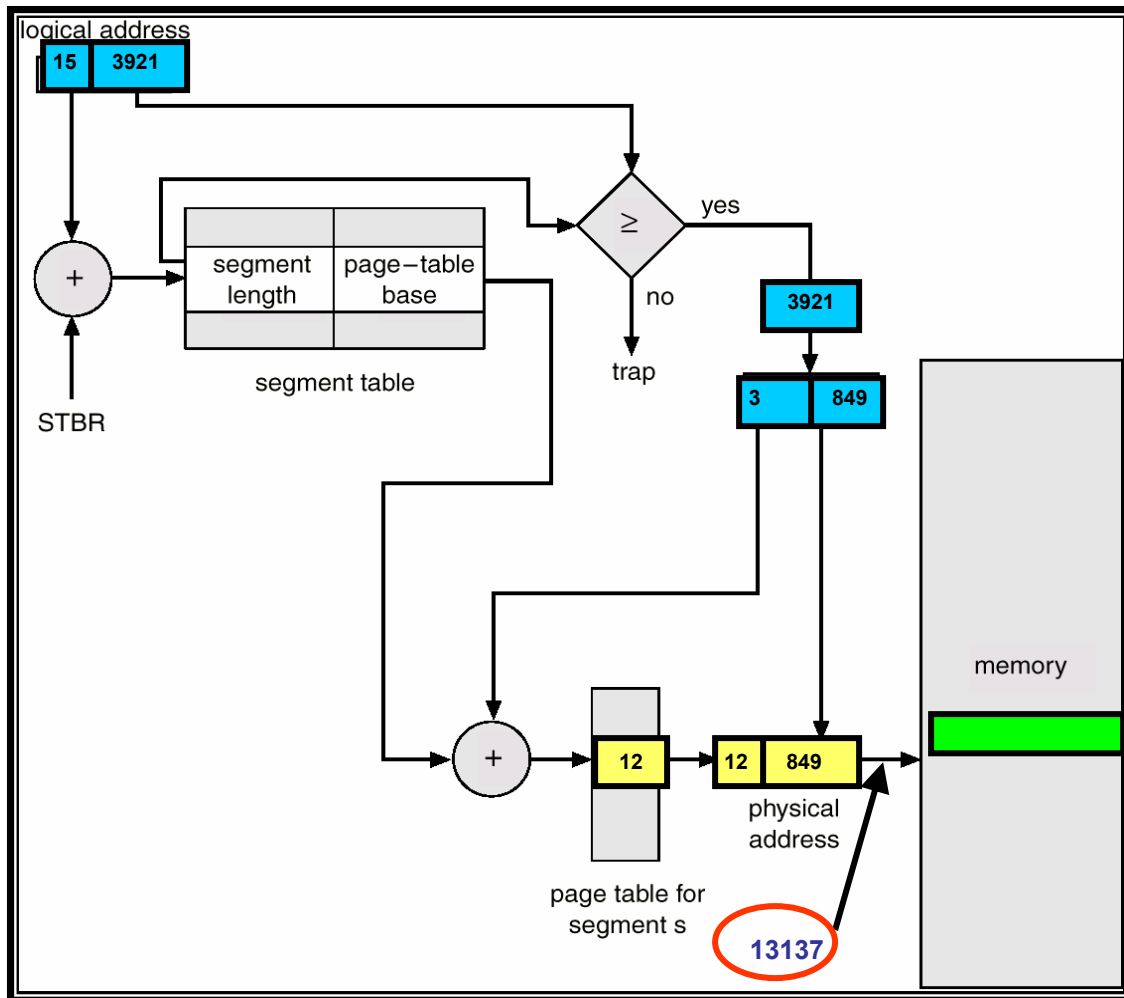 logical address
15 3921
≥
yes
+
segment length
page–table base
no
3921
segment table
trap
3 849
STBR
memory
+
12
12 849
physical
address
page table for
segment s
13137